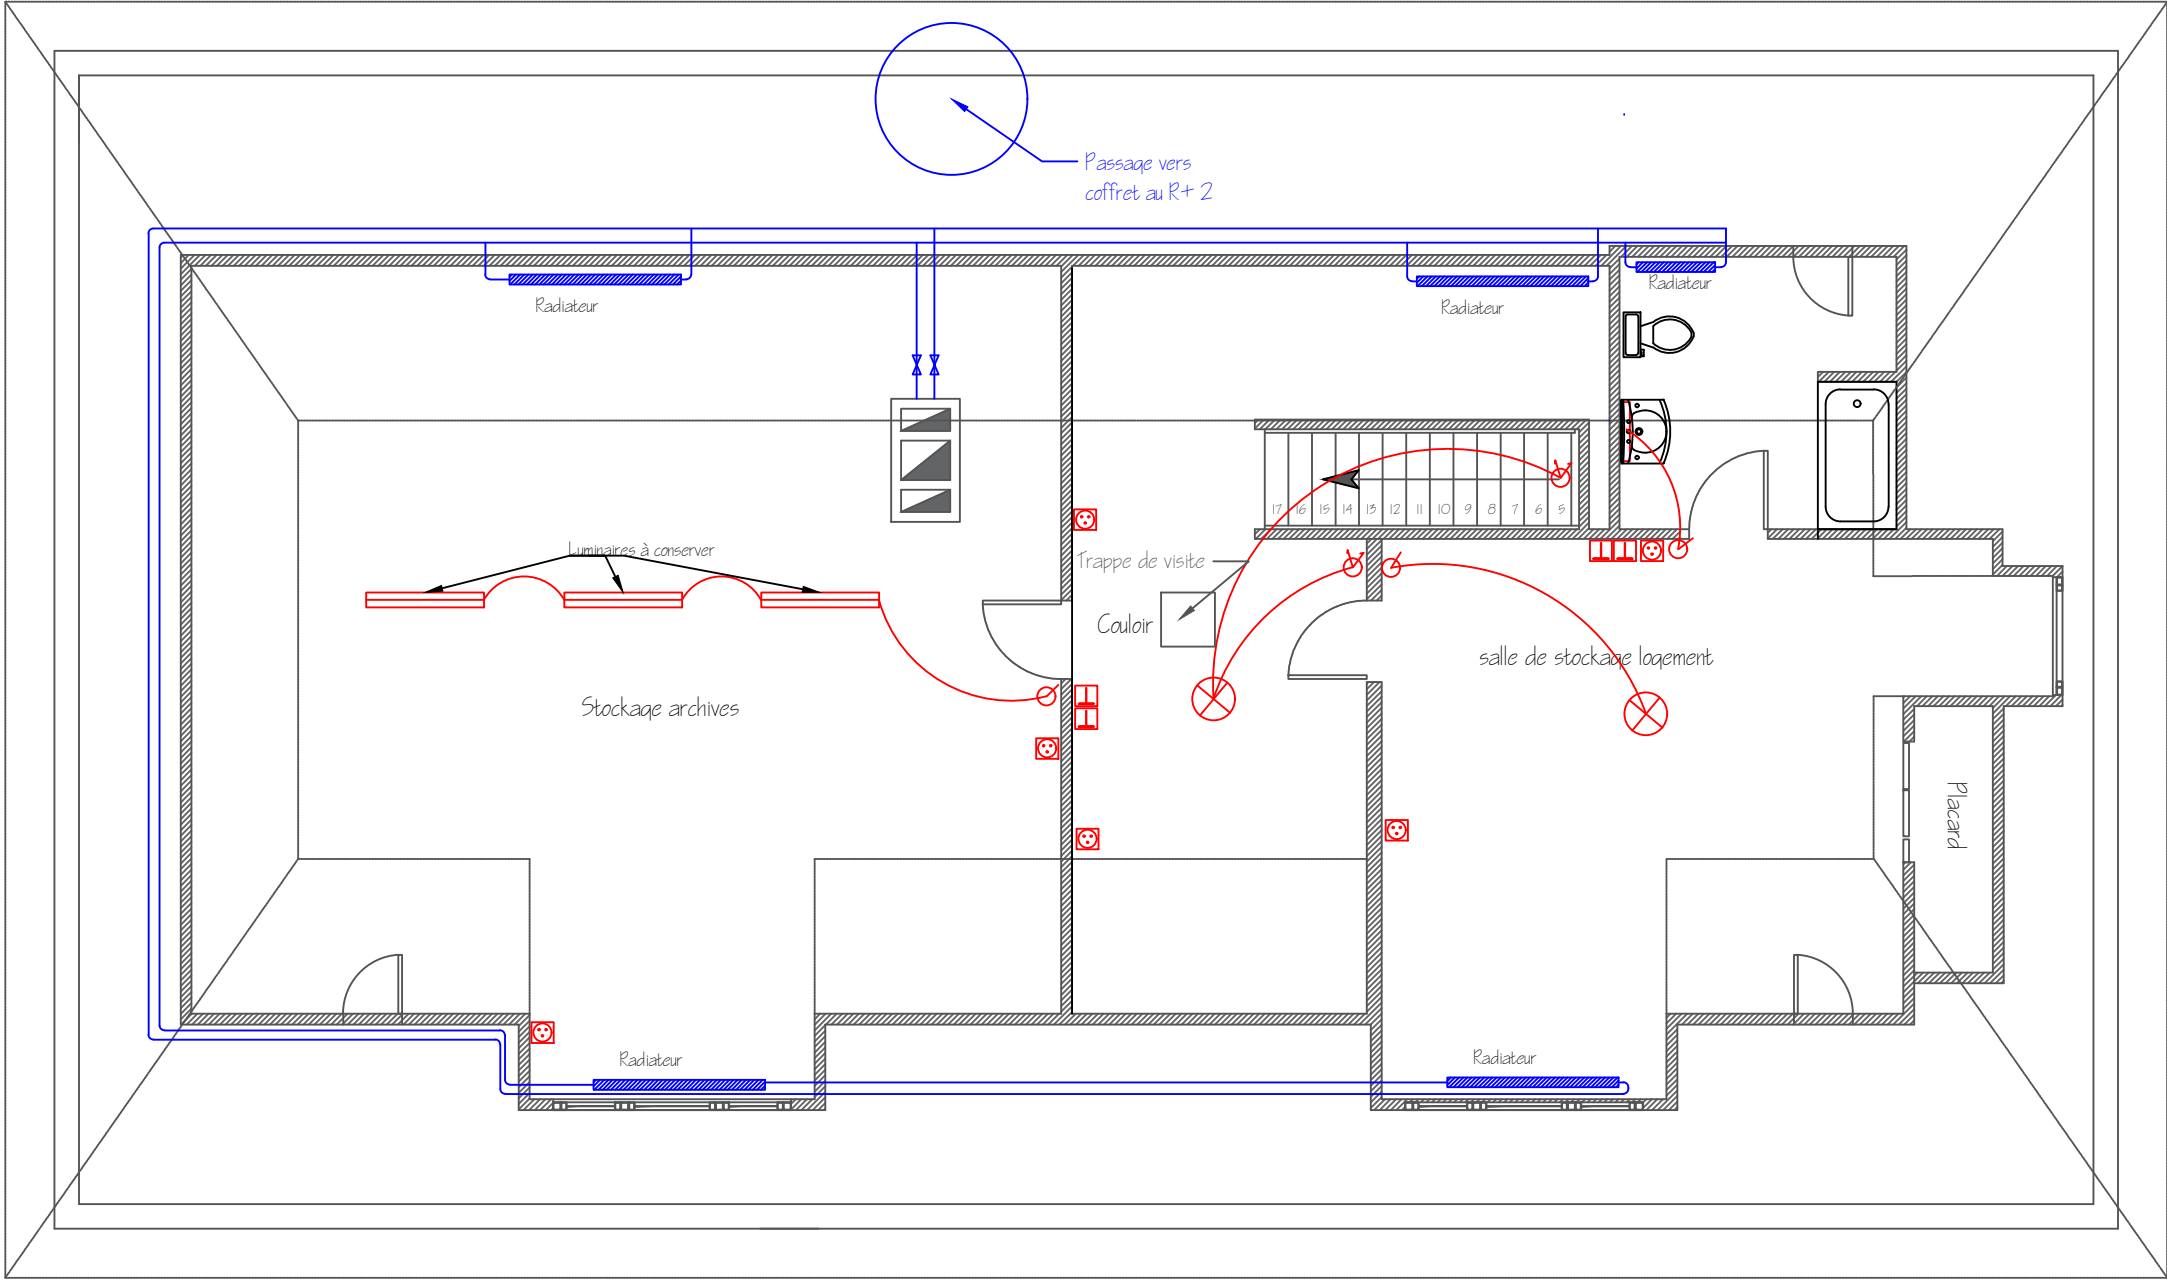 Passage vers
coffret au R+ 2
Radiateur
Radiateur
Radiateur
17 16 15 14 13 12 11 10 9 8 7 6 5
Luminaires à conserver
Trappe de visite
Couloir
salle de stockage logement
Stockage archives
Placard
Radiateur
Radiateur